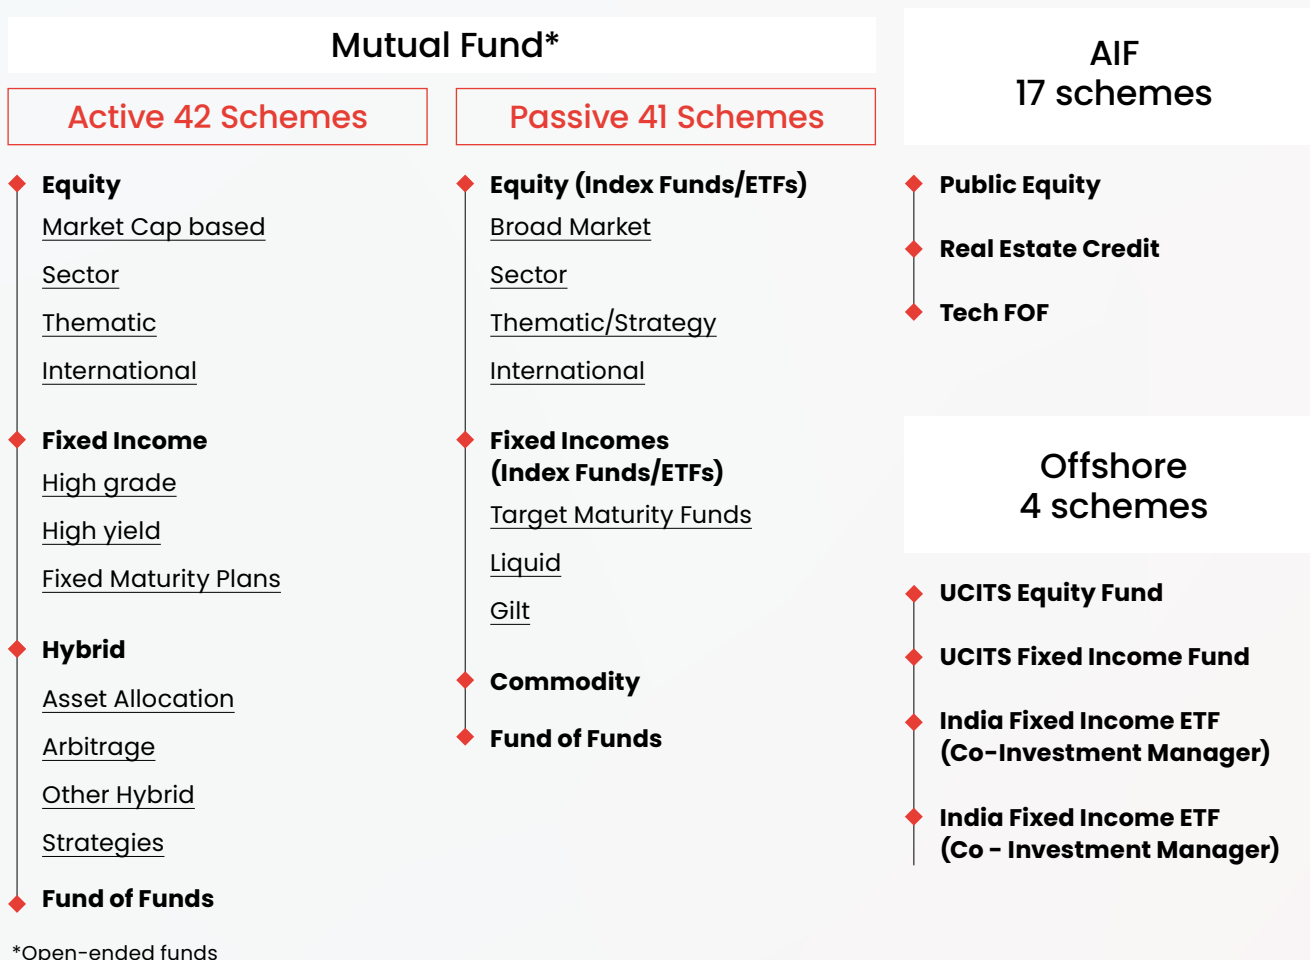 Mutual Fund*
Active 42 Schemes
Equity
Market Cap based
Sector
Thematic
International
Fixed Income
High grade
High yield
Fixed Maturity Plans
Hybrid
Asset Allocation
Arbitrage
Other Hybrid
Strategies
Fund of Funds
*Open-ended funds
Passive 41 Schemes
Equity (Index Funds/ETFs)
Broad Market
Sector
Thematic/Strategy
International
Fixed Incomes
(Index Funds/ETFs)
Target Maturity Funds
Liquid
Gilt
Commodity
Fund of Funds
AIF
17 schemes
Public Equity
Real Estate Credit
Tech FOF
Offshore
4 schemes
UCITS Equity Fund
UCITS Fixed Income Fund
India Fixed Income ETF
(Co-Investment Manager)
India Fixed Income ETF
(Co - Investment Manager)